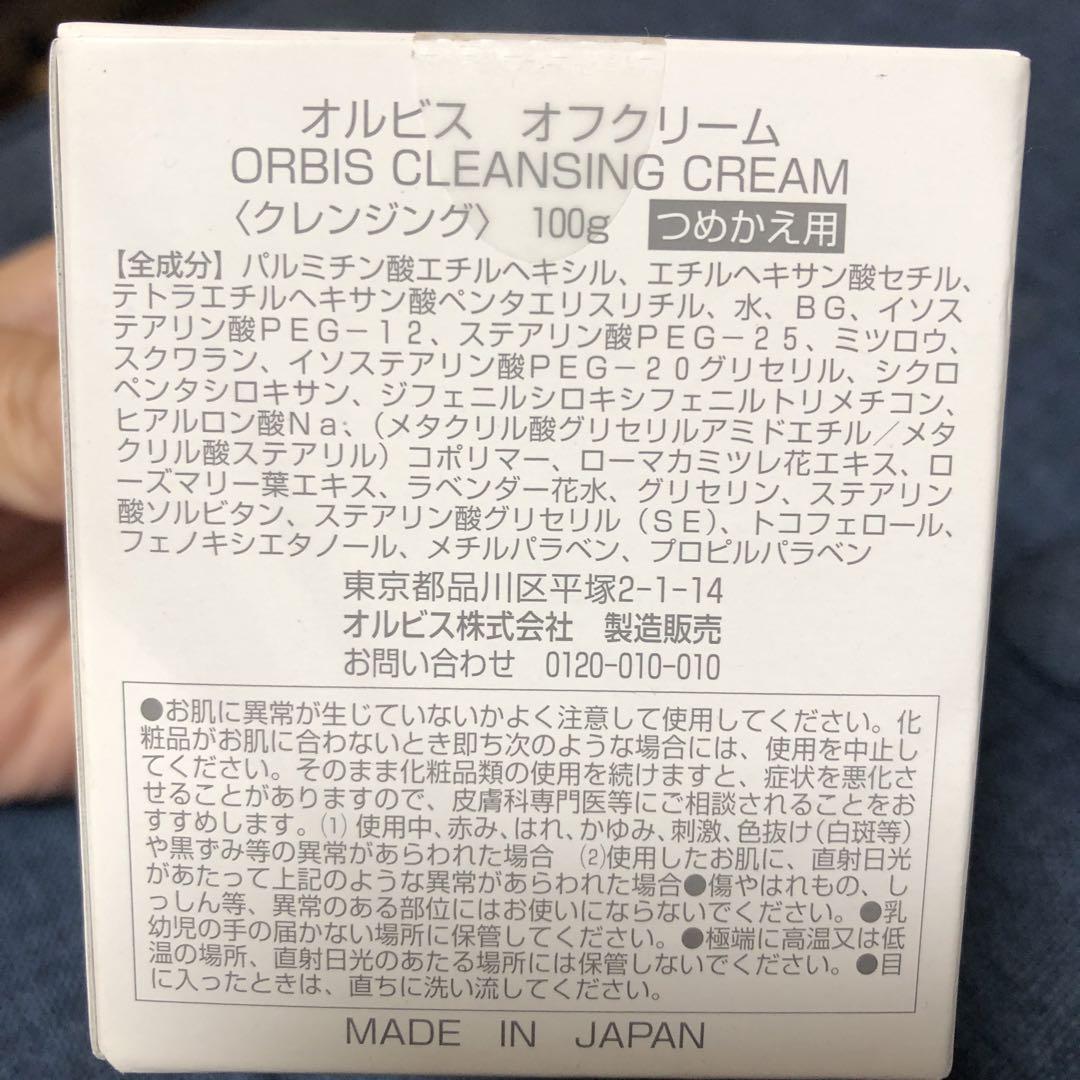 オルビス　オフクリーム
ORBIS CLEANSING CREAM
〈クレンジング〉 100g つめかえ用
【全成分】パルミチン酸エチルヘキシル、エチルヘキサン酸セチル、
テトラエチルヘキサン酸ペンタエリスリチル、水、ＢＧ、イソス
テアリン酸ＰＥＧ－１２、ステアリン酸ＰＥＧ－２５、ミツロウ、
スクワラン、イソステアリン酸ＰＥＧ－２０グリセリル、シクロ
ペンタシロキサン、ジフェニルシロキシフェニルトリメチコン、
ヒアルロン酸Ｎａ、（メタクリル酸グリセリルアミドエチル／メタ
クリル酸ステアリル）コポリマー、ローマカミツレ花エキス、ロ
ーズマリー葉エキス、ラベンダー花水、グリセリン、ステアリン
酸ソルビタン、ステアリン酸グリセリル（ＳＥ）、トコフェロール、
フェノキシエタノール、メチルパラベン、プロピルパラベン
東京都品川区平塚2-1-14
オルビス株式会社　製造販売
お問い合わせ　0120-010-010
●お肌に異常が生じていないかよく注意して使用してください。化
粧品がお肌に合わないとき即ち次のような場合には、使用を中止し
てください。そのまま化粧品類の使用を続けますと、症状を悪化さ
せることがありますので、皮膚科専門医等にご相談されることをお
すすめします。⑴ 使用中、赤み、はれ、かゆみ、刺激、色抜け（白斑等）
や黒ずみ等の異常があらわれた場合　⑵使用したお肌に、直射日光
があたって上記のような異常があらわれた場合●傷やはれもの、し
っしん等、異常のある部位にはお使いにならないでください。●乳
幼児の手の届かない場所に保管してください。●極端に高温又は低
温の場所、直射日光のあたる場所には保管しないでください。●目
に入ったときは、直ちに洗い流してください。
MADE IN JAPAN